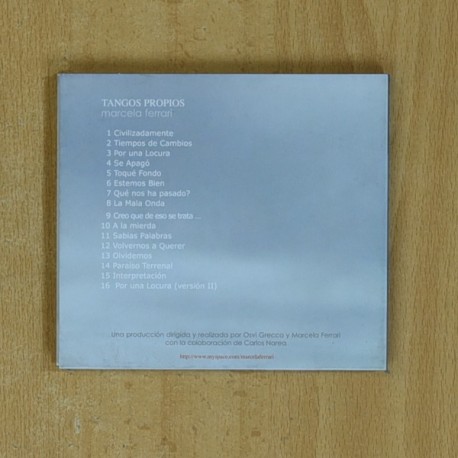 TANGOS PROPIOS
marcela ferrari
1 Civilizadamente
2 Tiempos de Cambios
3 Por una Locura
4 Se Apagó
5 Toqué Fondo
6 Estemos Bien
7 Qué nos ha pasado?
8 La Mala Onda
9 Creo que de eso se trata ...
10 A la mierda
11 Sabias Palabras
12 Volvernos a Querer
13 Olvidemos
14 Paraíso Terrenal
15 Interpretación
16 Por una Locura (versión II)
Una producción dirigida y realizada por Osvi Grecco y Marcela Ferrari
con la colaboración de Carlos Narea